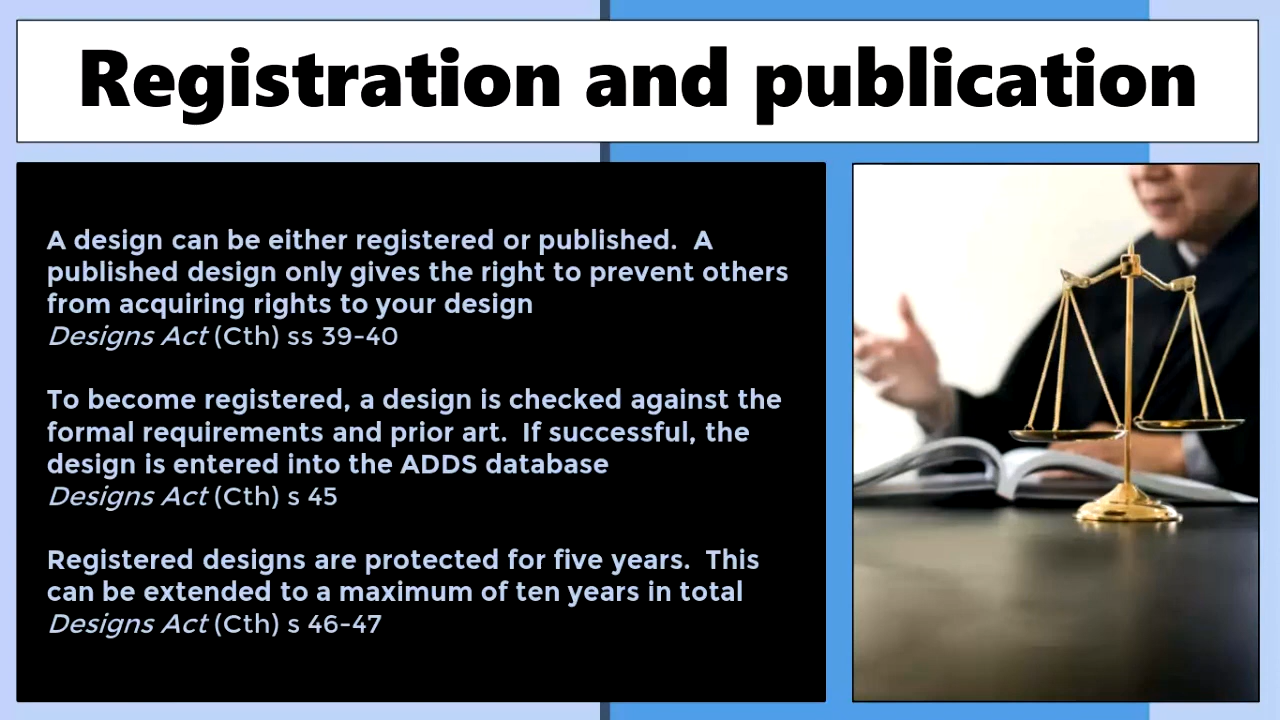 Registration and publication
A design can be either registered or published.  A
published design only gives the right to prevent others
from acquiring rights to your design
Designs Act (Cth) ss 39-40
To become registered, a design is checked against the
formal requirements and prior art.  If successful, the
design is entered into the ADDS database
Designs Act (Cth) s 45
Registered designs are protected for five years.  This
can be extended to a maximum of ten years in total
Designs Act (Cth) s 46-47